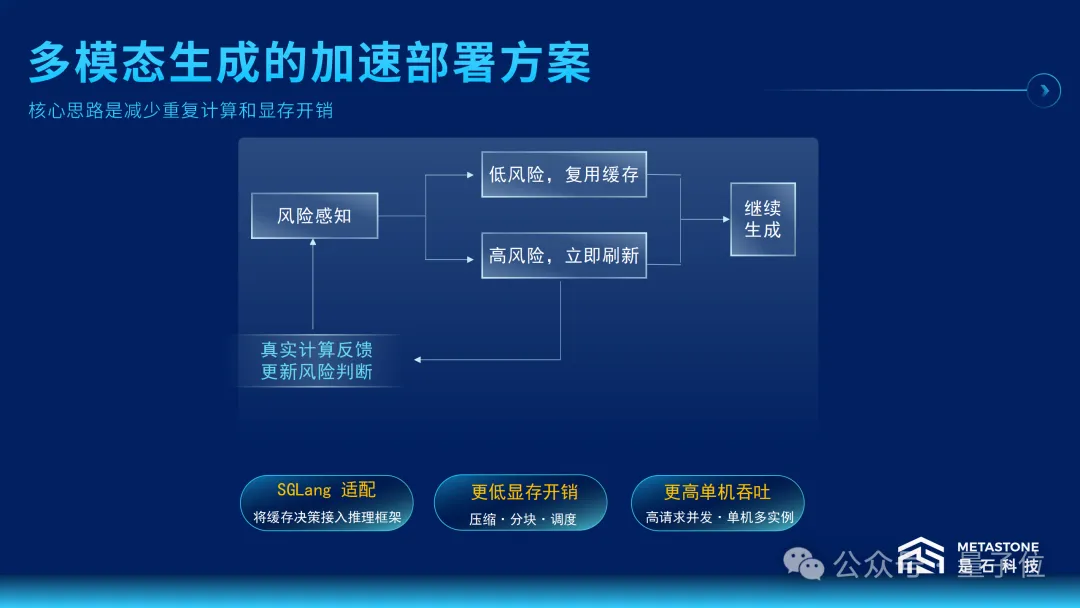 多模态生成的加速部署方案
核心思路是减少重复计算和显存开销
风险感知
低风险，复用缓存
高风险，立即刷新
继续
生成
真实计算反馈
更新风险判断
SGLang 适配
将缓存决策接入推理框架
更低显存开销
压缩·分块·调度
更高单机吞吐
高请求并发·单机多实例
METASTONE
是石科技
公众号·量子位